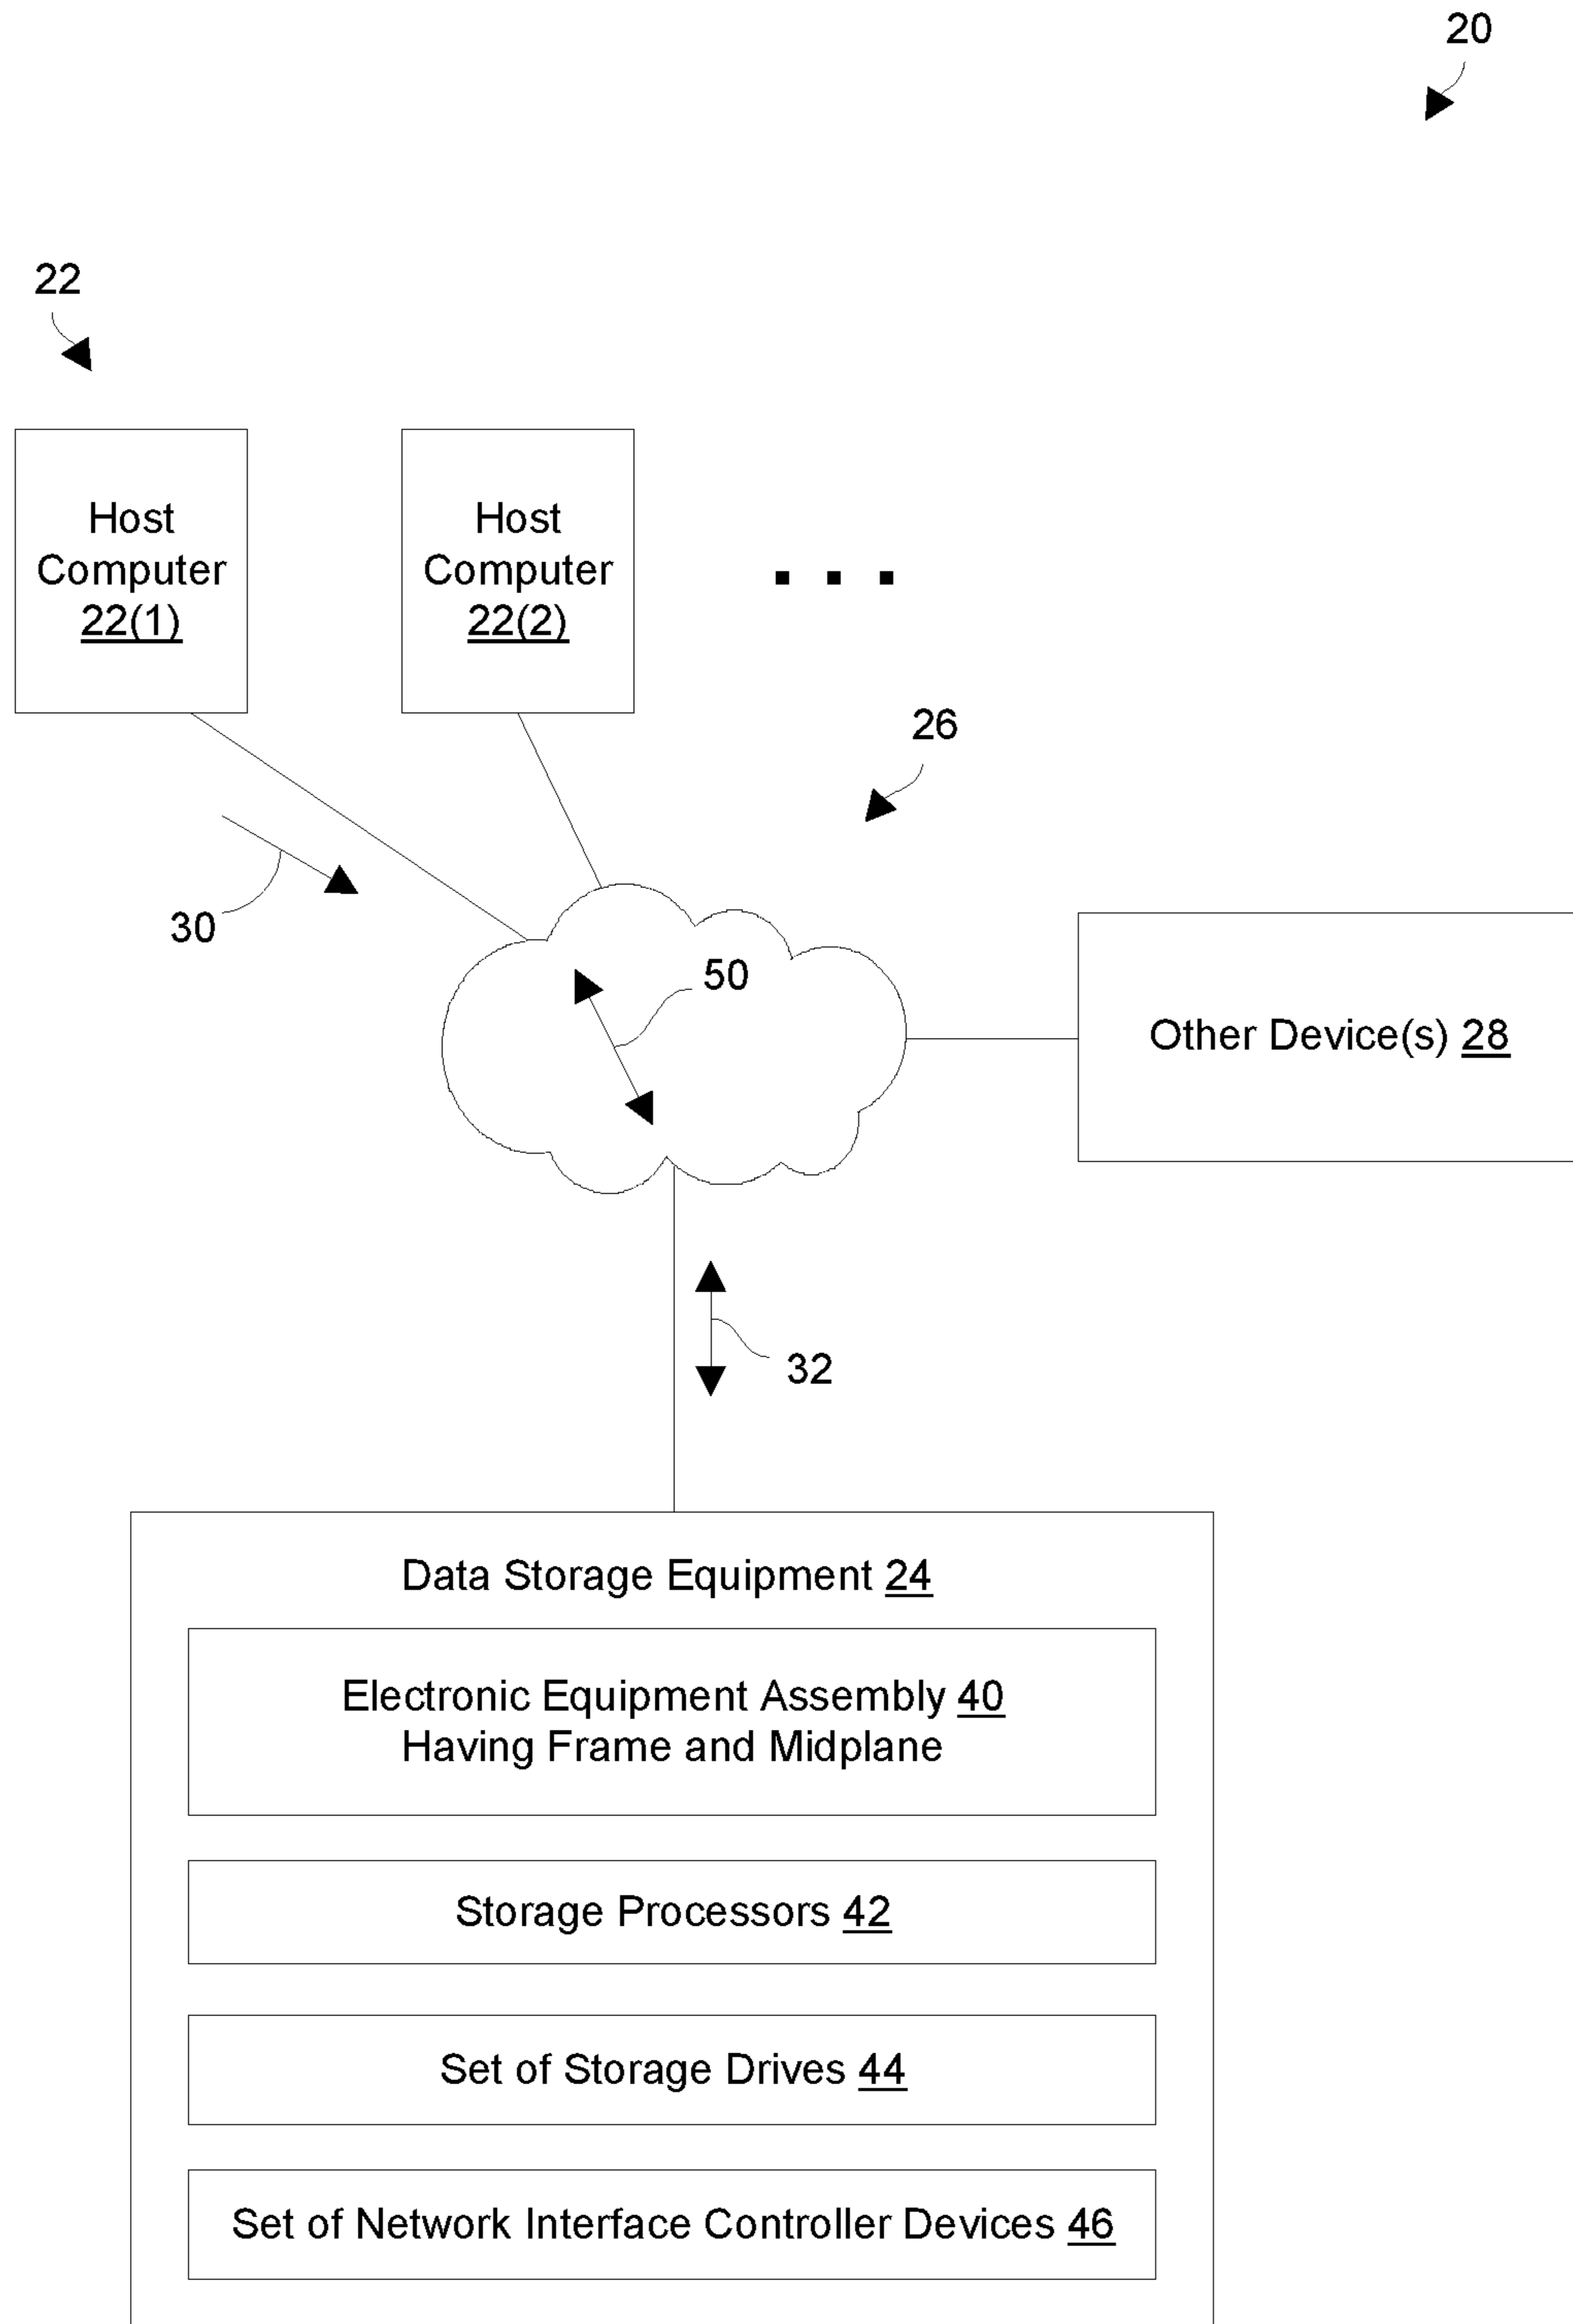 20
22
Host
Computer
22(1)
Host
Computer
22(2)
. . .
26
30
50
Other Device(s) 28
32
Data Storage Equipment 24
Electronic Equipment Assembly 40
Having Frame and Midplane
Storage Processors 42
Set of Storage Drives 44
Set of Network Interface Controller Devices 46